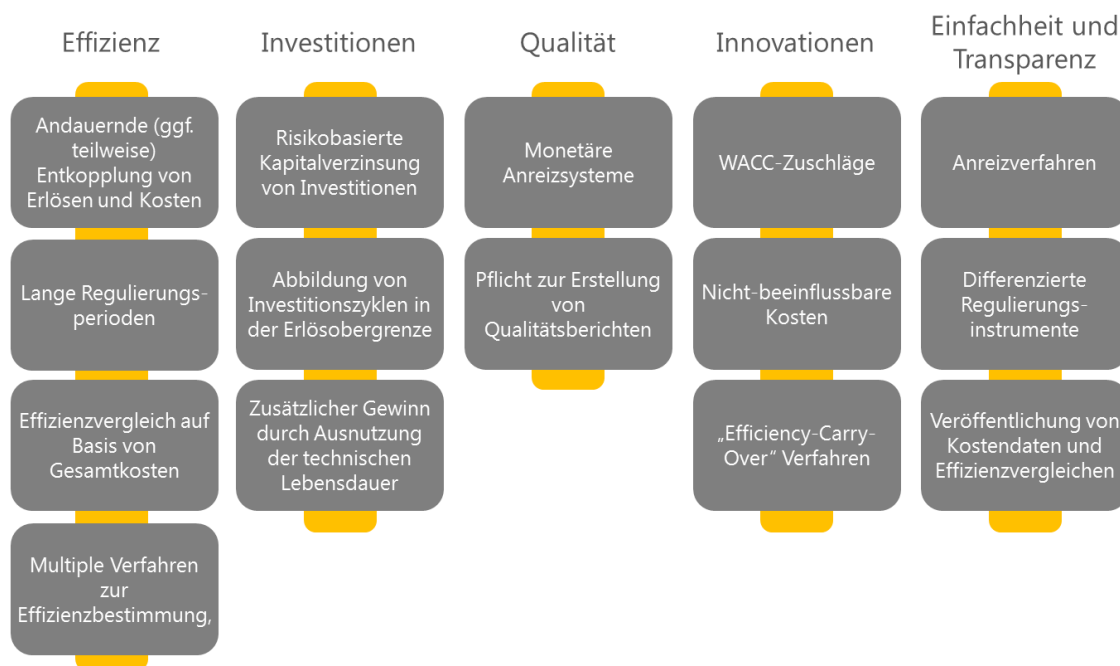 Effizienz
Andauernde (ggf.
teilweise)
Entkopplung von
Erlösen und Kosten
Lange Regulierungs-
perioden
Effizienzvergleich auf
Basis von
Gesamtkosten
Multiple Verfahren
zur
Effizienzbestimmung,
Investitionen
Risikobasierte
Kapitalverzinsung
von Investitionen
Abbildung von
Investitionszyklen in
der Erlösobergrenze
Zusätzlicher Gewinn
durch Ausnutzung
der technischen
Lebensdauer
Qualität
Monetäre
Anreizsysteme
Pflicht zur Erstellung
von
Qualitätsberichten
Innovationen
WACC-Zuschläge
Nicht-beeinflussbare
Kosten
„Efficiency-Carry-
Over“ Verfahren
Einfachheit und
Transparenz
Anreizverfahren
Differenzierte
Regulierungs-
instrumente
Veröffentlichung von
Kostendaten und
Effizienzvergleichen